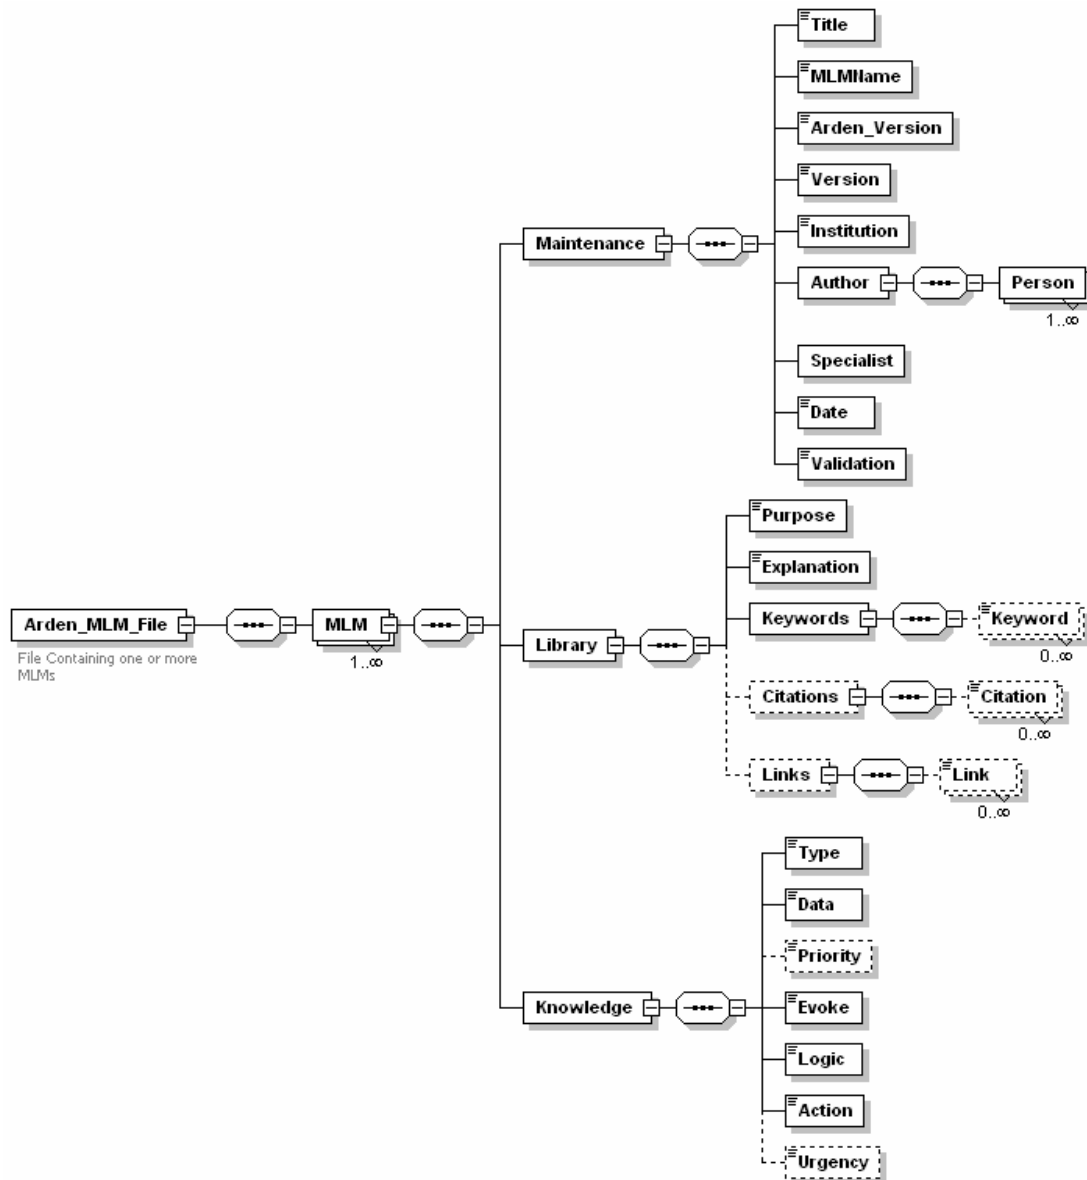 Title
MLMName
Arden_Version
Version
Institution
Maintenance
Author
Person
1..∞
Specialist
Date
Validation
Purpose
Explanation
Keywords
Keyword
0..∞
Arden_MLM_File
File Containing one or more
MLMs
MLM
1..∞
Library
Citations
Citation
0..∞
Links
Link
0..∞
Type
Data
Priority
Knowledge
Evoke
Logic
Action
Urgency